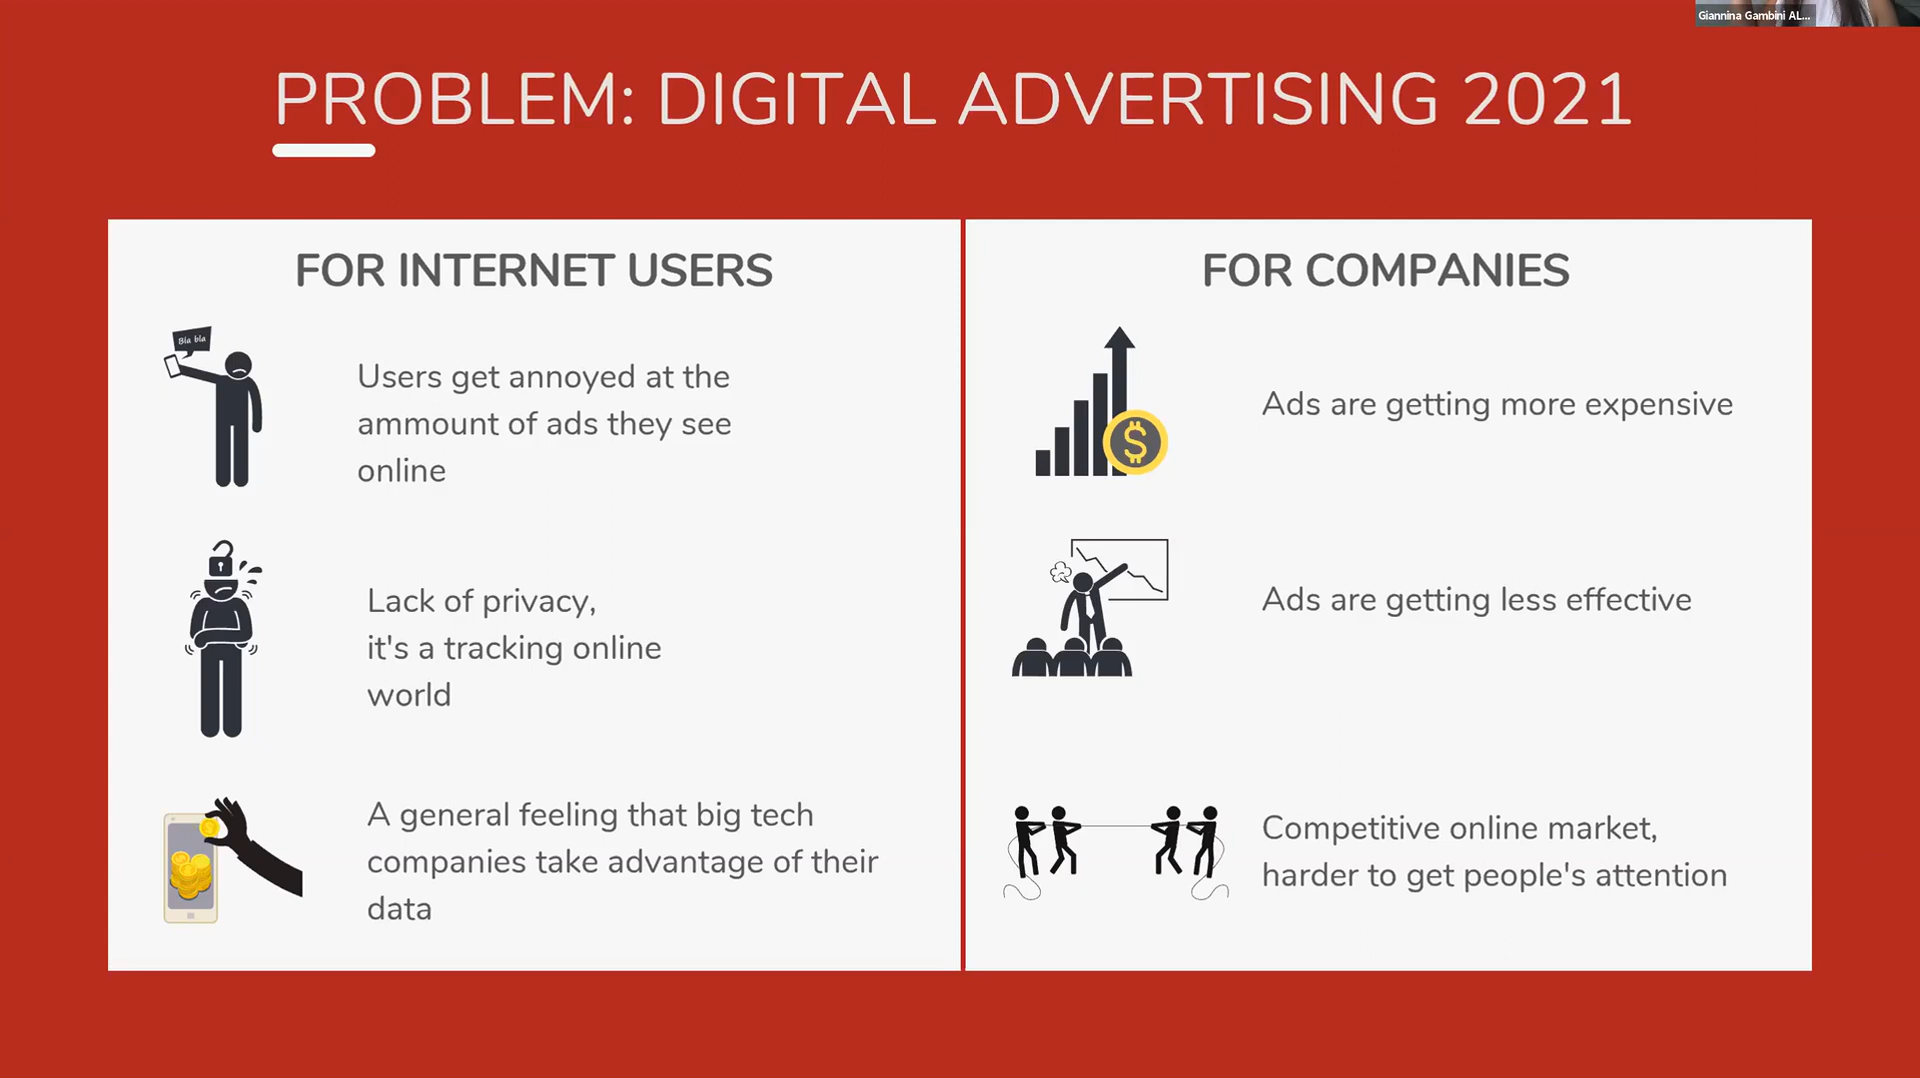 Giannina Gambini AL...
PROBLEM: DIGITAL ADVERTISING 2021
FOR INTERNET USERS
Bla bla
Users get annoyed at the
ammount of ads they see
online
Lack of privacy,
it's a tracking online
world
A general feeling that big tech
companies take advantage of their
data
FOR COMPANIES
$
Ads are getting more expensive
Ads are getting less effective
Competitive online market,
harder to get people's attention